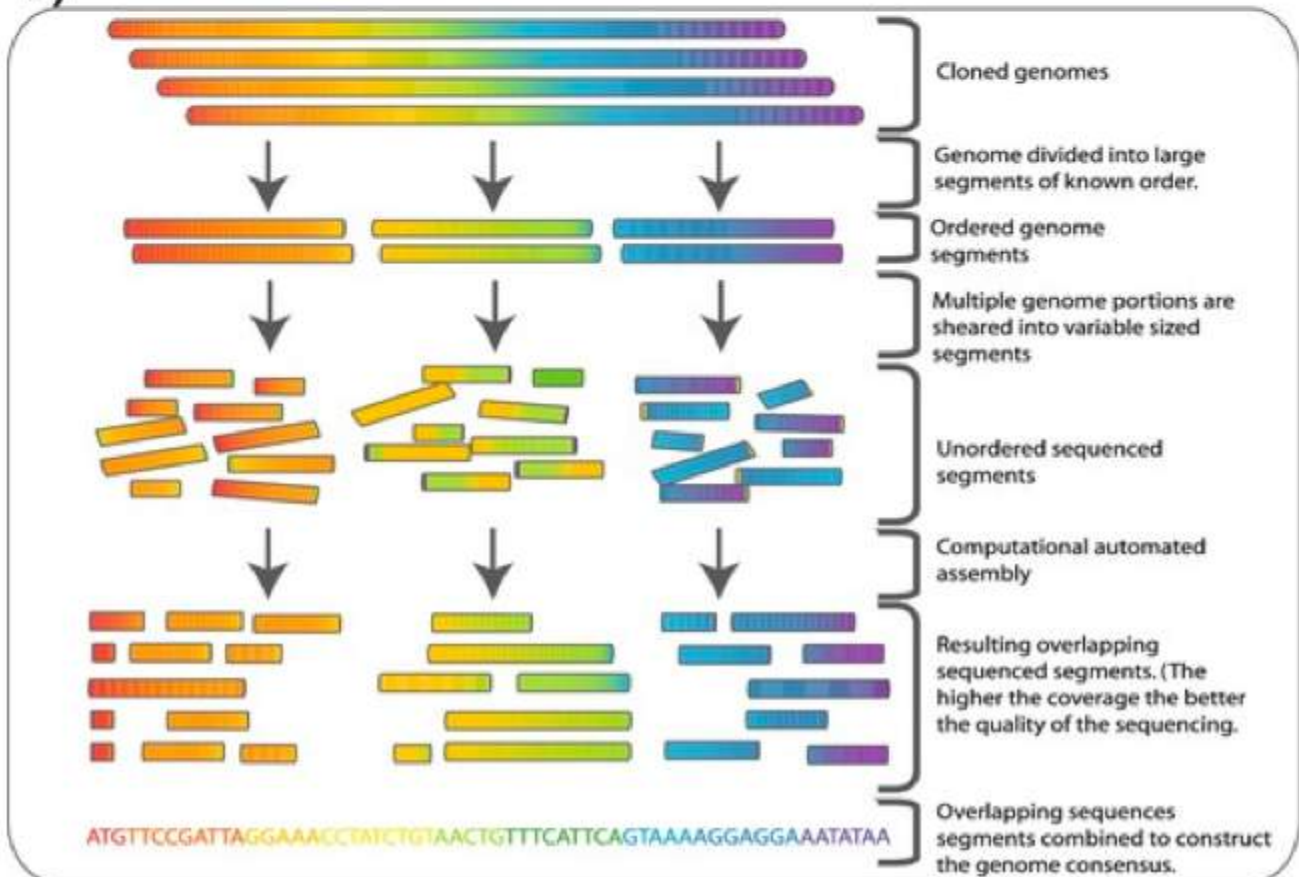 Cloned genomes
Genome divided into large
segments of known order.
Ordered genome
segments
Multiple genome portions are
sheared into variable sized
segments
Unordered sequenced
segments
Computational automated
assembly
Resulting overlapping
sequenced segments. (The
higher the coverage the better
the quality of the sequencing.
ATGTTCCGATTAGGAAACCTATCTGTAACTGTTTCATTCAGTAAAAGGAGGAAATATAA
Overlapping sequences
segments combined to construct
the genome consensus.